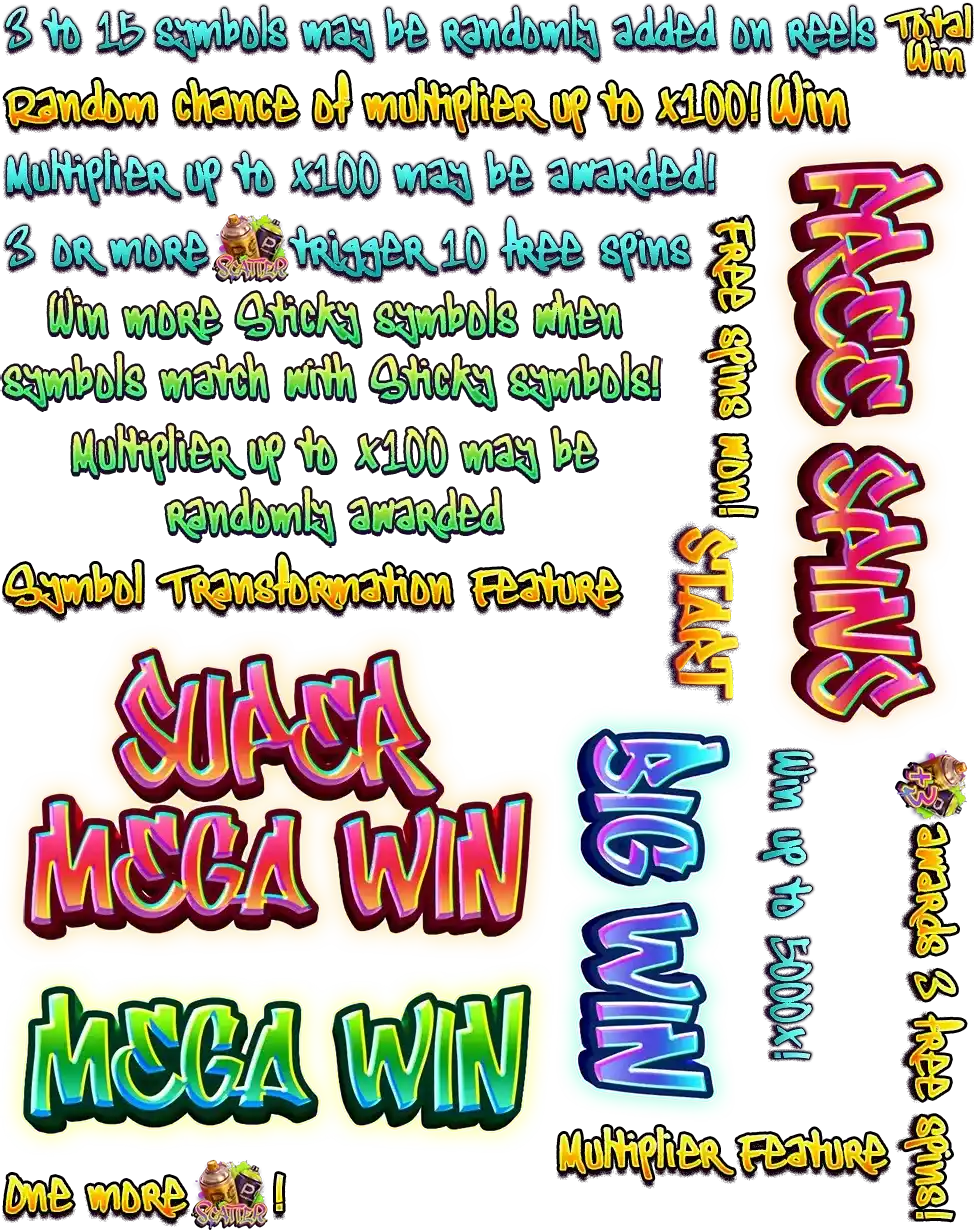 3 to 15 symbols may be randomly added on reels
Total
Win
Random chance of multiplier up to x100!
Win
Multiplier up to x100 may be awarded!
3 or more SCATTER trigger 10 free spins
Win more Sticky symbols when
symbols match with Sticky symbols!
Multiplier up to x100 may be
randomly awarded
Symbol Transformation Feature
Free spins won!
START
FREE SPINS
SUPER
MEGA WIN
MEGA WIN
BIG WIN
Win up to 5000x!
+3 awards 3 free spins!
Multiplier Feature
One more SCATTER !